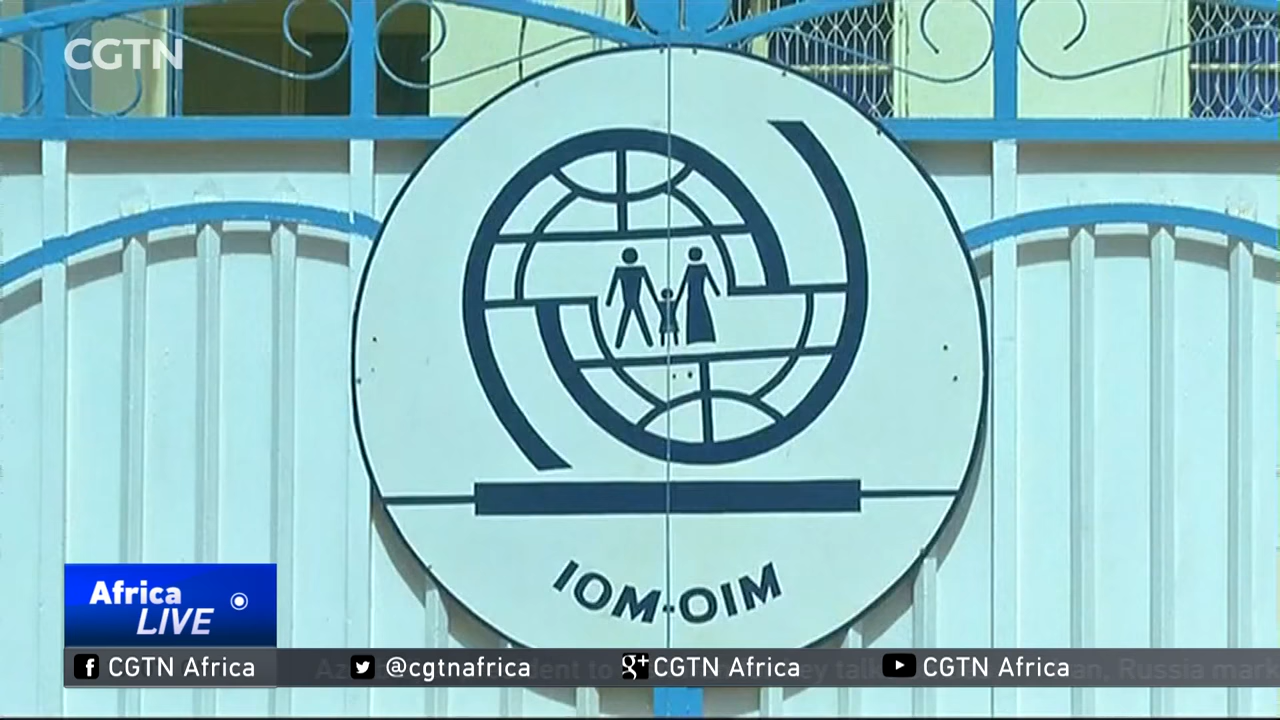 CGTN
IOM-OIM
Africa
LIVE
CGTN Africa @cgtnafrica CGTN Africa CGTN Africa